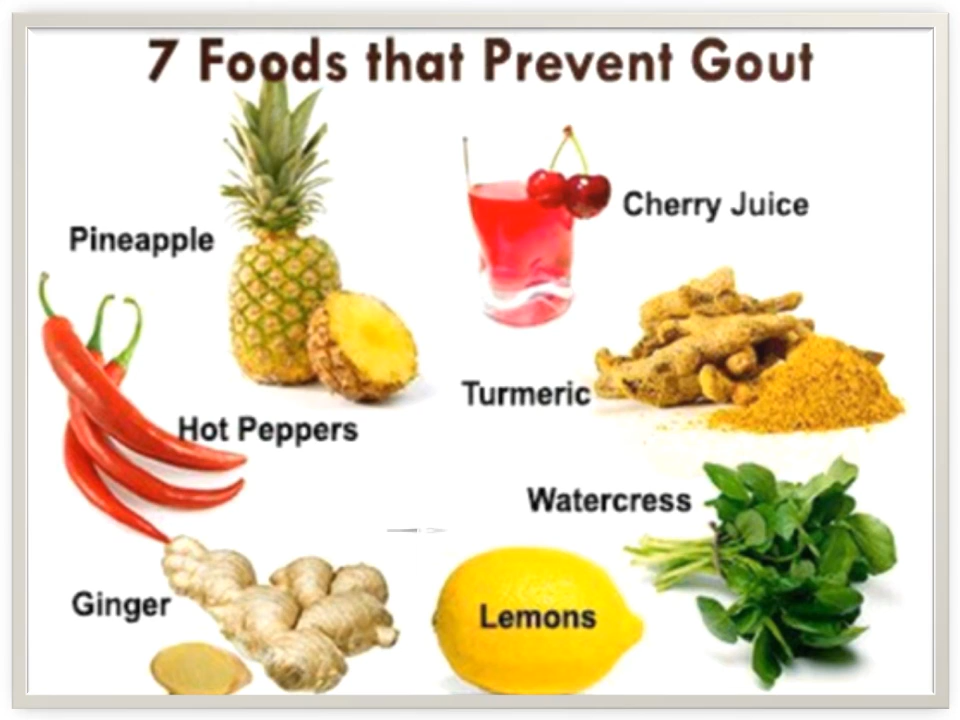 7 Foods that Prevent Gout
Cherry Juice
Pineapple
Turmeric
Hot Peppers
Watercress
Ginger
Lemons